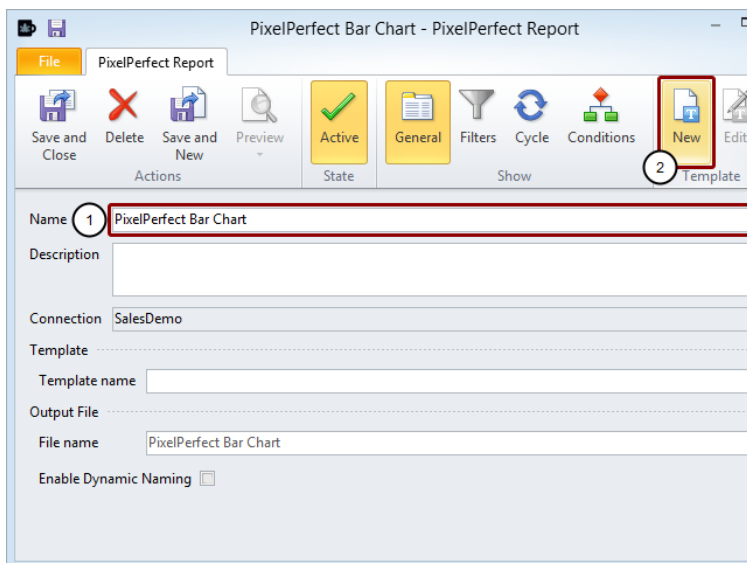 PixelPerfect Bar Chart - PixelPerfect Report
File PixelPerfect Report
Save and Close Delete Save and New Preview Active General Filters Cycle Conditions New Edit
Actions State Show 2 Template
Name 1 PixelPerfect Bar Chart
Description
Connection SalesDemo
Template
Template name
Output File
File name PixelPerfect Bar Chart
Enable Dynamic Naming